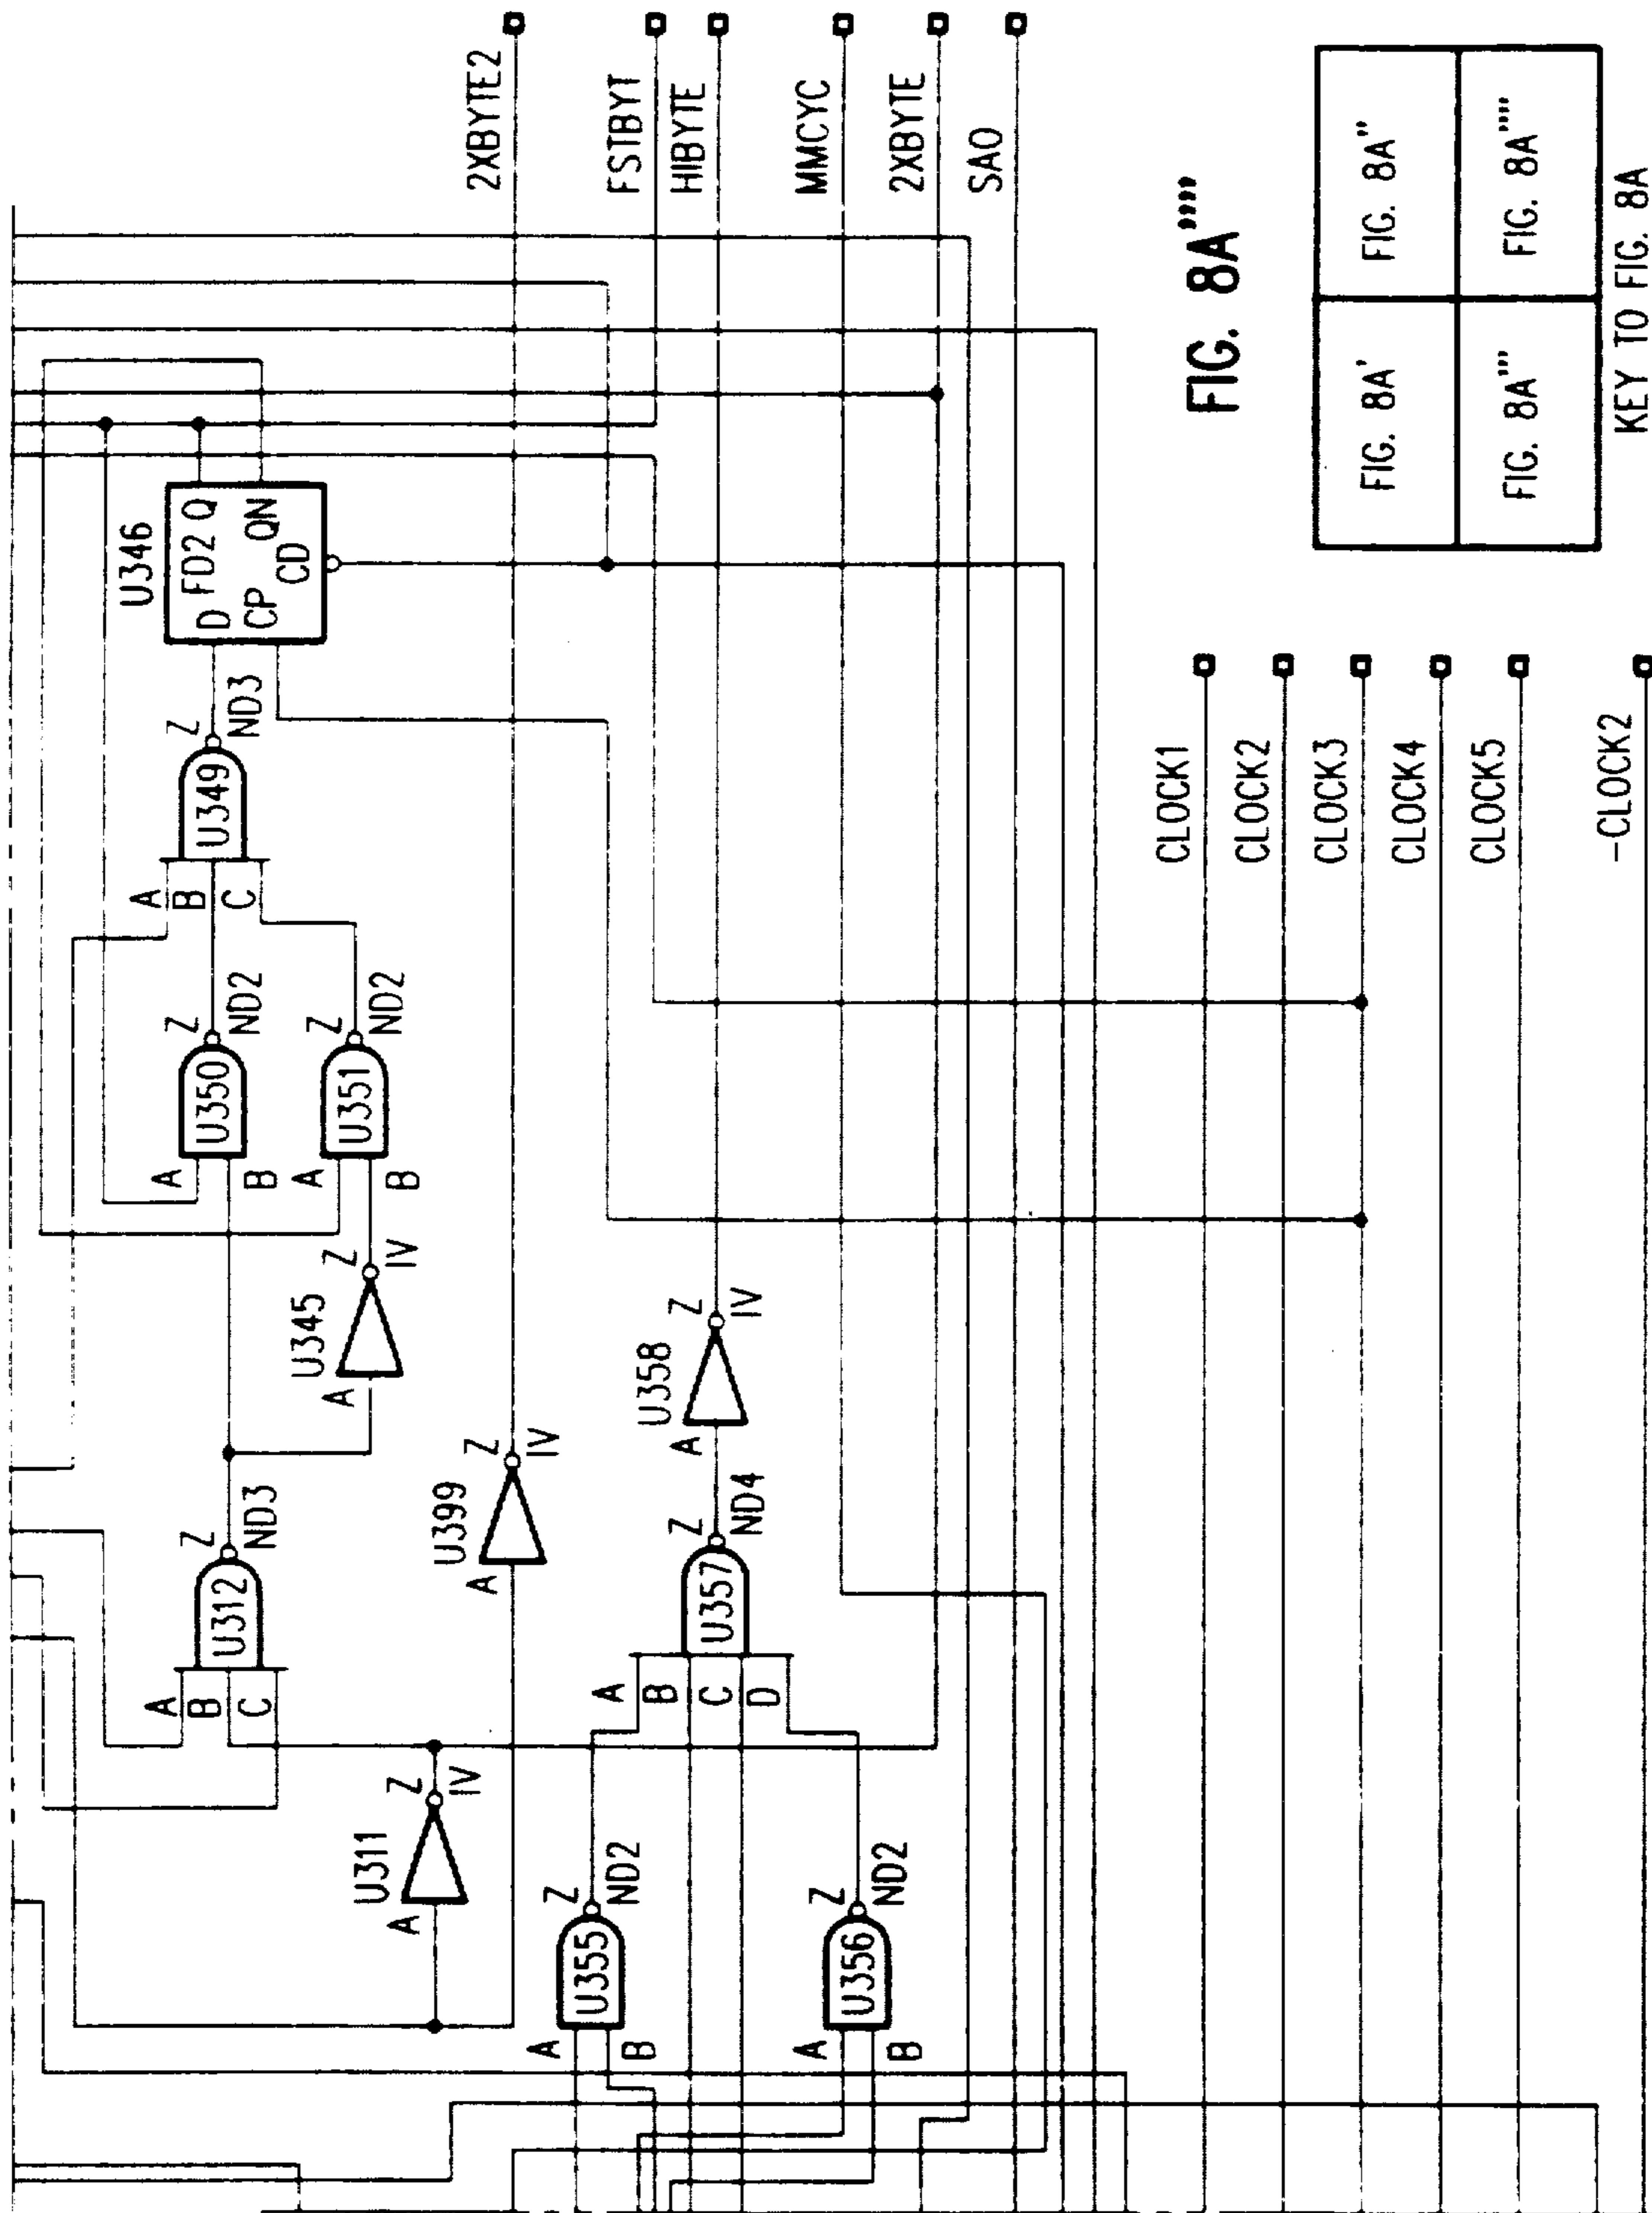 U312
A
B
C
Z
ND3
U350
A
B
Z
ND2
U349
A
B
C
Z
ND3
U346
D
FD2
Q
CP
QN
CD
U345
A
Z
IV
U351
A
B
Z
ND2
U311
A
Z
IV
U399
A
Z
IV
2XBYTE2
U355
A
B
Z
ND2
FSTBYT
U357
A
B
C
D
Z
ND4
U358
A
Z
IV
HIBYTE
U356
A
B
Z
ND2
MMCYC
2XBYTE
SAO
CLOCK1
CLOCK2
CLOCK3
CLOCK4
CLOCK5
-CLOCK2
FIG. 8A''''
FIG. 8A' FIG. 8A''
FIG. 8A''' FIG. 8A''''
KEY TO FIG. 8A